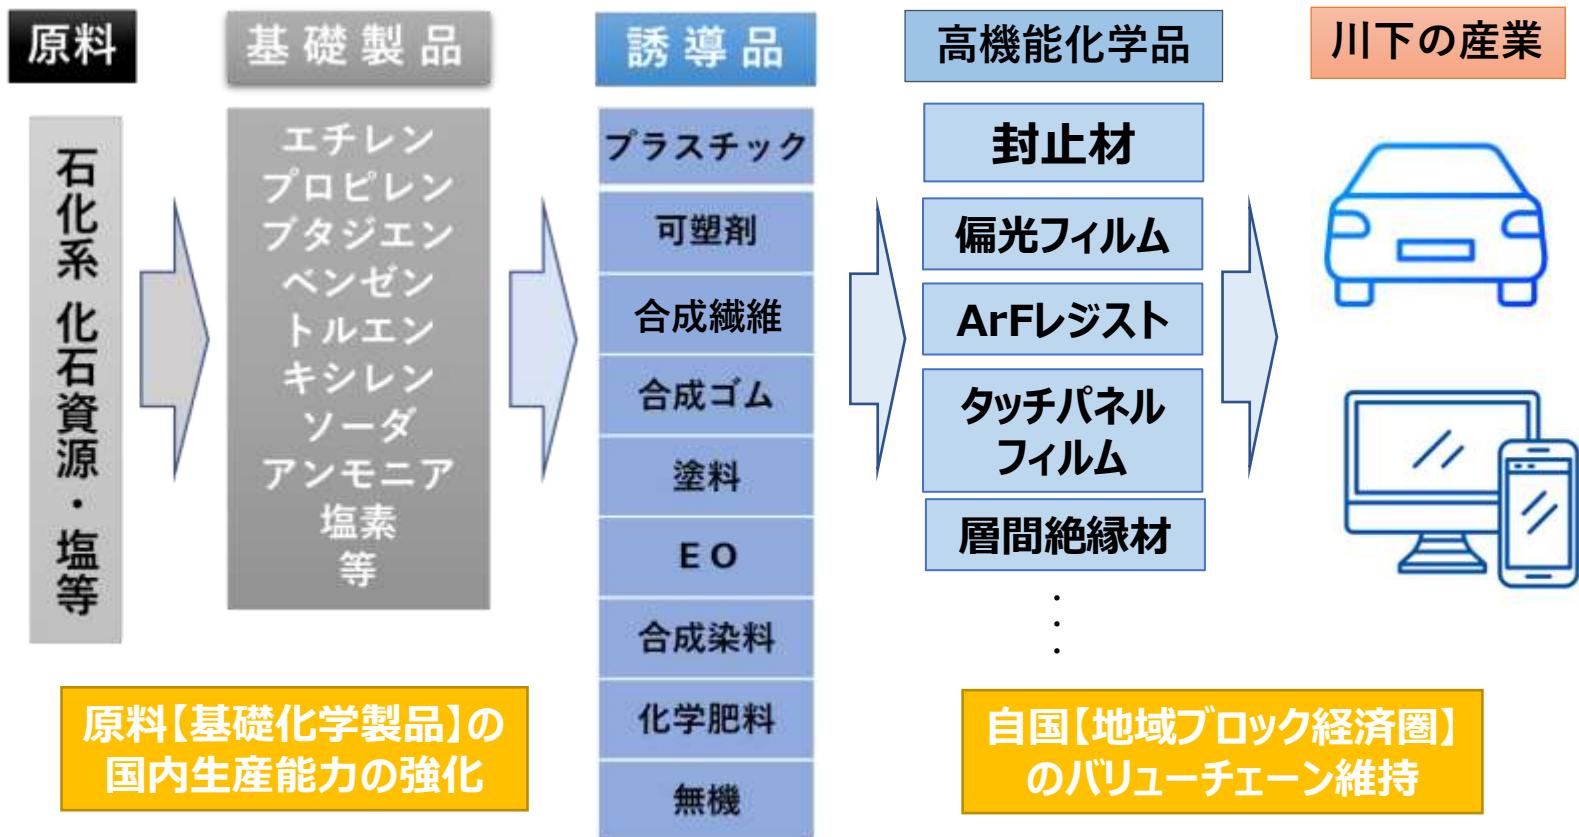 原料
基礎製品
誘導品
高機能化学品
川下の産業
石化系 化石資源・塩等
エチレン
プロピレン
ブタジエン
ベンゼン
トルエン
キシレン
ソーダ
アンモニア
塩素
等
プラスチック
可塑剤
合成繊維
合成ゴム
塗料
EO
合成染料
化学肥料
無機
封止材
偏光フィルム
ArFレジスト
タッチパネル
フィルム
層間絶縁材
・
・
・
原料【基礎化学製品】の
国内生産能力の強化
自国【地域ブロック経済圏】
のバリューチェーン維持